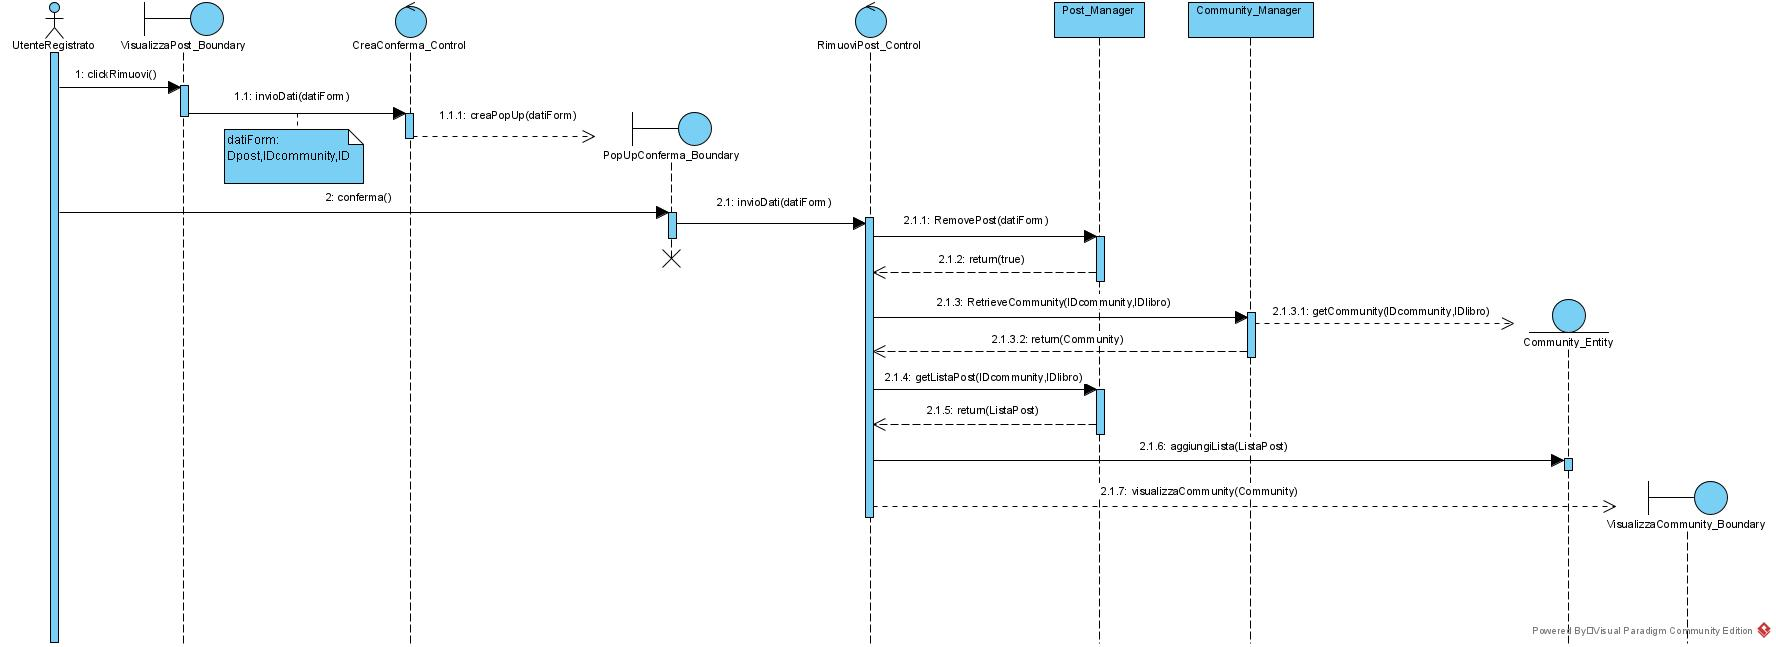 Post_Manager
Community_Manager
UtenteRegistrato
VisualizzaPost_Boundary
CreaConferma_Control
RimuoviPost_Control
1: clickRimuovi()
1.1: invioDati(datiForm)
1.1.1: creaPopUp(datiForm)
datiForm:
Dpost,IDcommunity,ID
PopUpConferma_Boundary
2: conferma()
2.1: invioDati(datiForm)
2.1.1: RemovePost(datiForm)
2.1.2: return(true)
2.1.3: RetrieveCommunity(IDcommunity,IDlibro)
2.1.3.1: getCommunity(IDcommunity,IDlibro)
2.1.3.2: return(Community)
Community_Entity
2.1.4: getListaPost(IDcommunity,IDlibro)
2.1.5: return(ListaPost)
2.1.6: aggiungiLista(ListaPost)
2.1.7: visualizzaCommunity(Community)
VisualizzaCommunity_Boundary
Powered By Visual Paradigm Community Edition